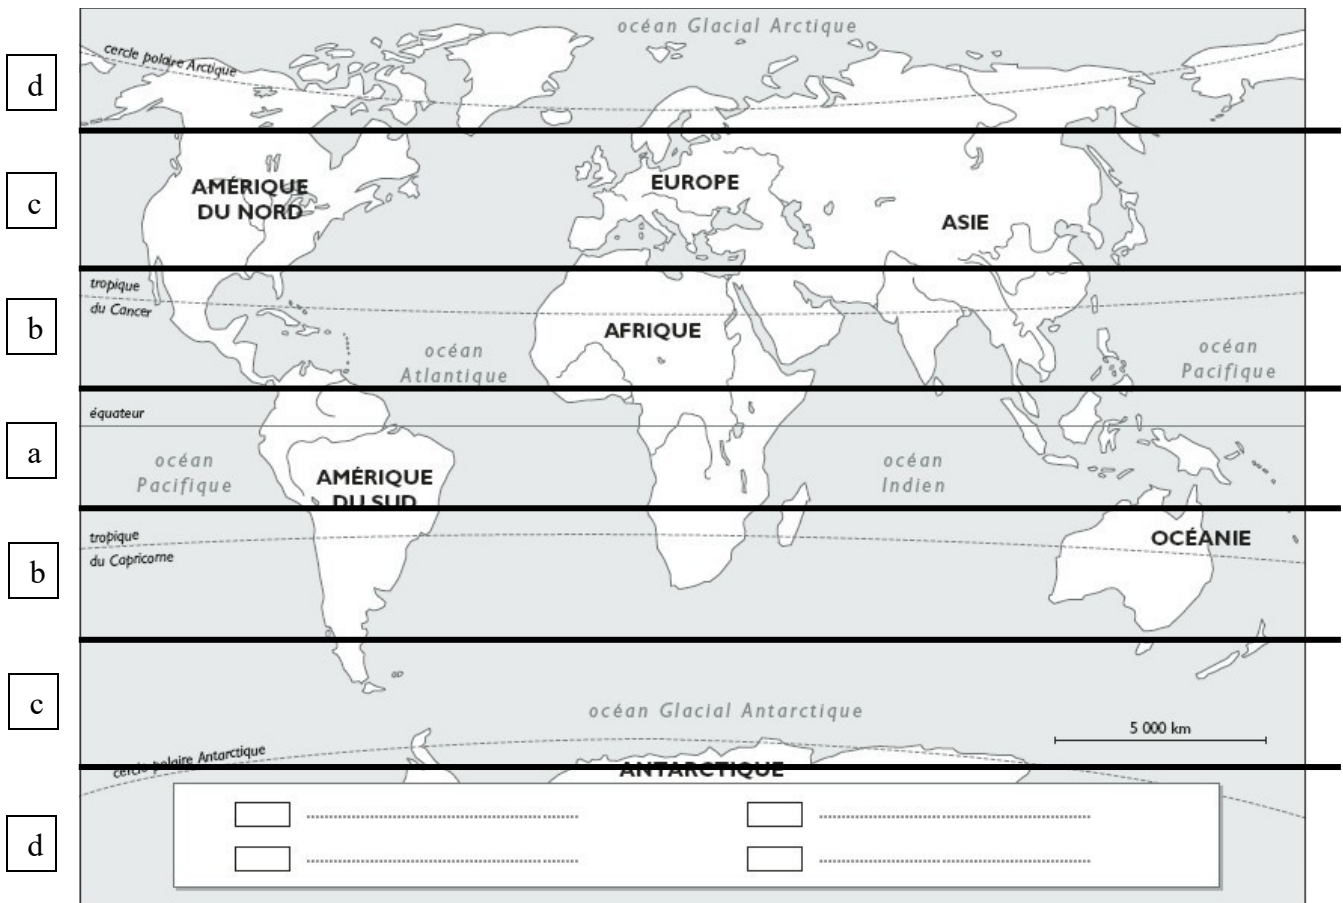 océan Glacial Arctique
cercle polaire Arctique
d
AMÉRIQUE
DU NORD
EUROPE
ASIE
c
tropique
du Cancer
b
AFRIQUE
océan
Atlantique
océan
Pacifique
équateur
a
océan
Pacifique
AMÉRIQUE
DU SUD
océan
Indien
tropique
du Capricorne
b
OCÉANIE
c
océan Glacial Antarctique
5 000 km
cercle polaire Antarctique
ANTARCTIQUE
d